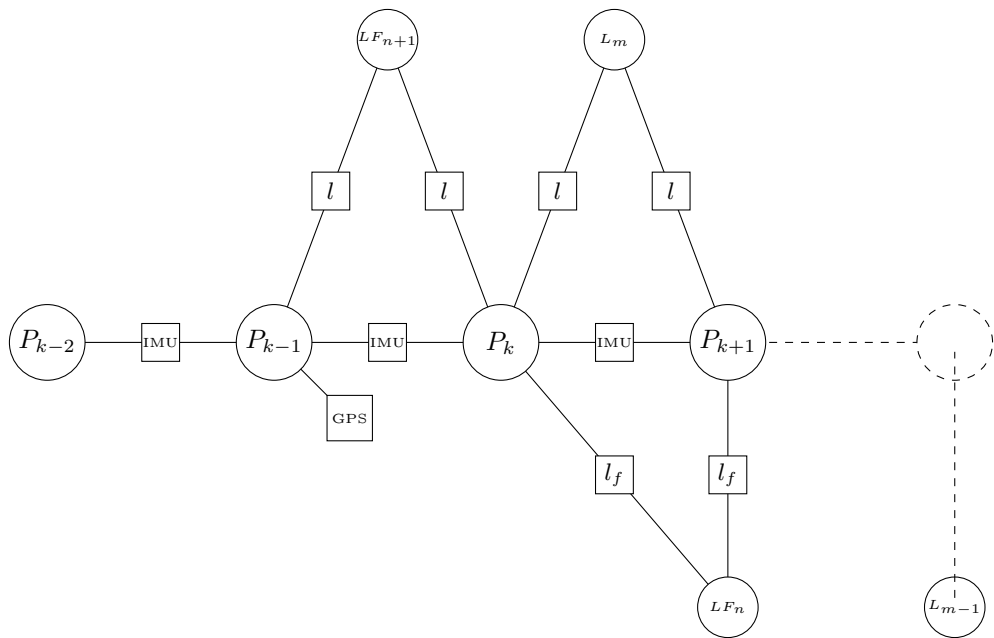 LF_{n+1} L_m
l l l l
P_{k−2} IMU P_{k−1} IMU P_k IMU P_{k+1}
GPS
l_f l_f
LF_n L_{m−1}